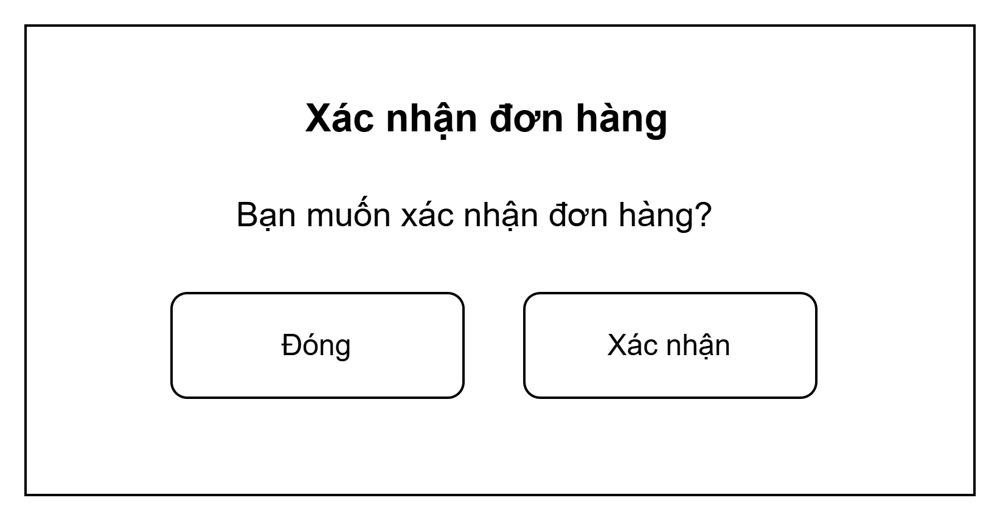 Xác nhận đơn hàng
Bạn muốn xác nhận đơn hàng?
Đóng
Xác nhận